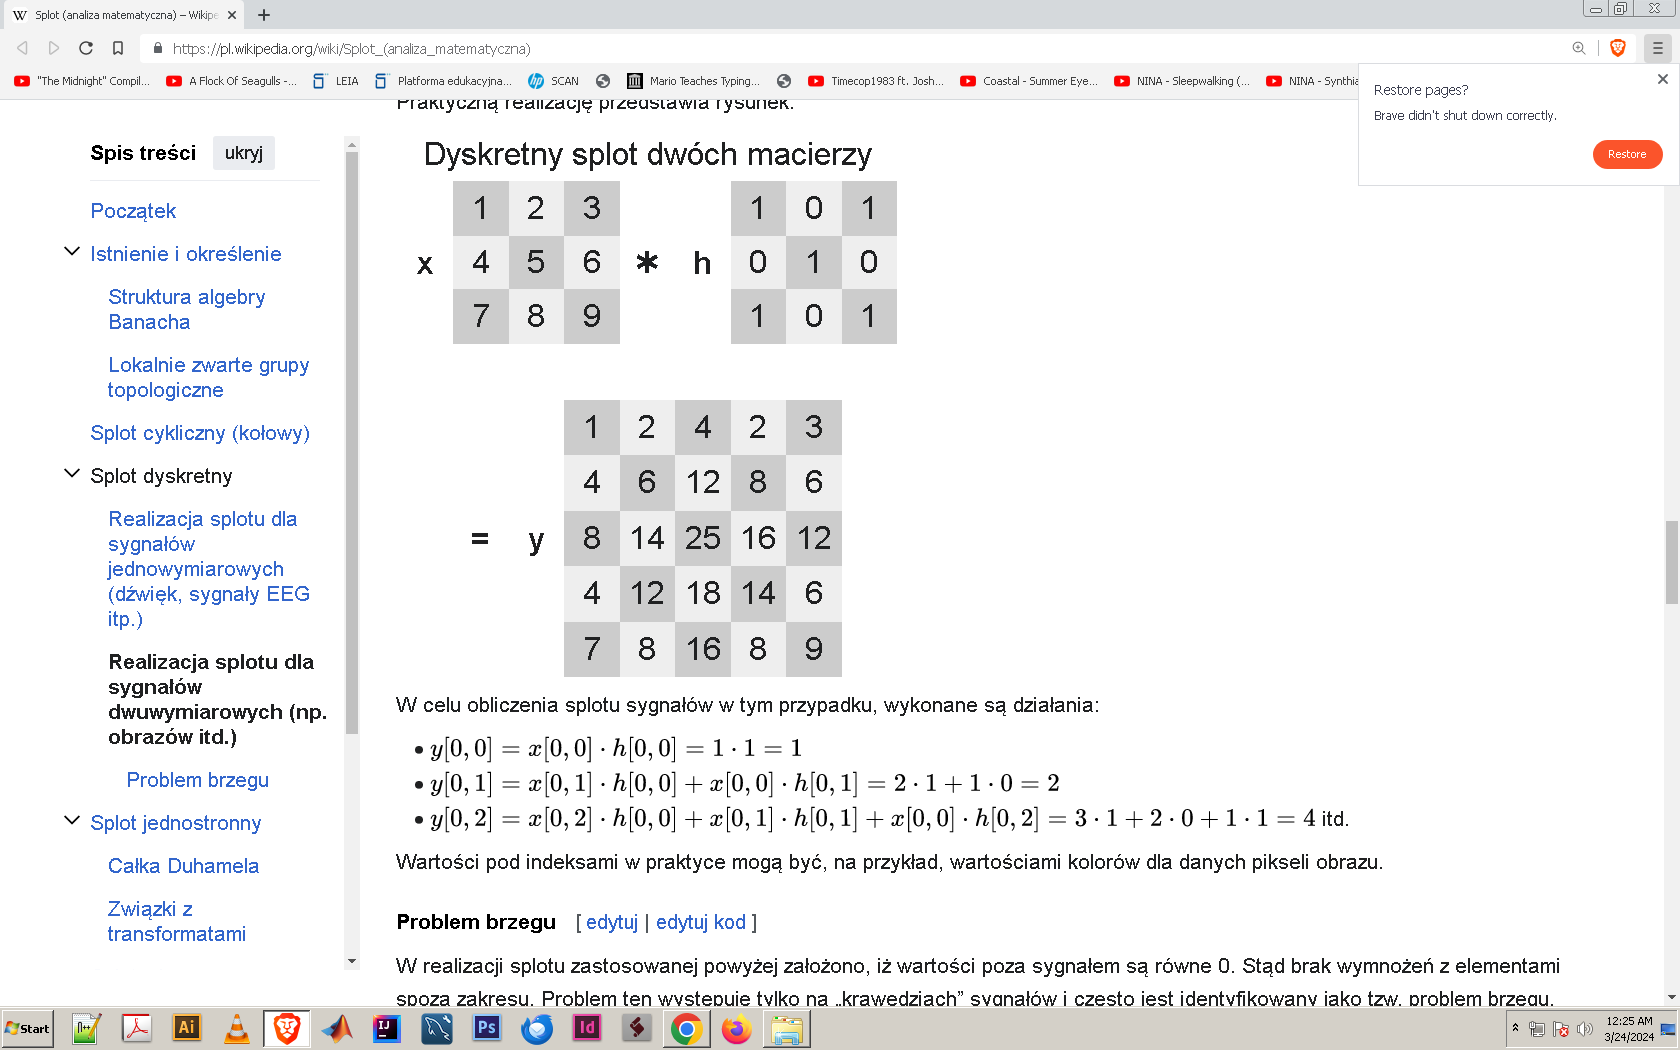 Splot (analiza matematyczna) – Wikipe
https://pl.wikipedia.org/wiki/Splot_(analiza_matematyczna)
"The Midnight" Compil...
A Flock Of Seagulls -...
LEIA
Platforma edukacyjna...
SCAN
Mario Teaches Typing...
Timecop1983 ft. Josh...
Coastal - Summer Eye...
NINA - Sleepwalking (...
NINA - Synthia
Restore pages?
Brave didn't shut down correctly.
Restore
Spis treści
ukryj
Początek
Istnienie i określenie
Struktura algebry
Banacha
Lokalnie zwarte grupy
topologiczne
Splot cykliczny (kołowy)
Splot dyskretny
Realizacja splotu dla
sygnałów
jednowymiarowych
(dźwięk, sygnały EEG
itp.)
Realizacja splotu dla
sygnałów
dwuwymiarowych (np.
obrazów itd.)
Problem brzegu
Splot jednostronny
Całka Duhamela
Związki z
transformatami
Praktyczną realizację przedstawia rysunek.
Dyskretny splot dwóch macierzy
1 2 3 1 0 1
x 4 5 6 * h 0 1 0
7 8 9 1 0 1
1 2 4 2 3
4 6 12 8 6
= y 8 14 25 16 12
4 12 18 14 6
7 8 16 8 9
W celu obliczenia splotu sygnałów w tym przypadku, wykonane są działania:
• y[0, 0] = x[0, 0] · h[0, 0] = 1 · 1 = 1
• y[0, 1] = x[0, 1] · h[0, 0] + x[0, 0] · h[0, 1] = 2 · 1 + 1 · 0 = 2
• y[0, 2] = x[0, 2] · h[0, 0] + x[0, 1] · h[0, 1] + x[0, 0] · h[0, 2] = 3 · 1 + 2 · 0 + 1 · 1 = 4 itd.
Wartości pod indeksami w praktyce mogą być, na przykład, wartościami kolorów dla danych pikseli obrazu.
Problem brzegu [ edytuj | edytuj kod ]
W realizacji splotu zastosowanej powyżej założono, iż wartości poza sygnałem są równe 0. Stąd brak wymnożeń z elementami
spoza zakresu. Problem ten występuje tylko na „krawędziach” sygnałów i często jest identyfikowany jako tzw. problem brzegu.
Start
12:25 AM
3/24/2024